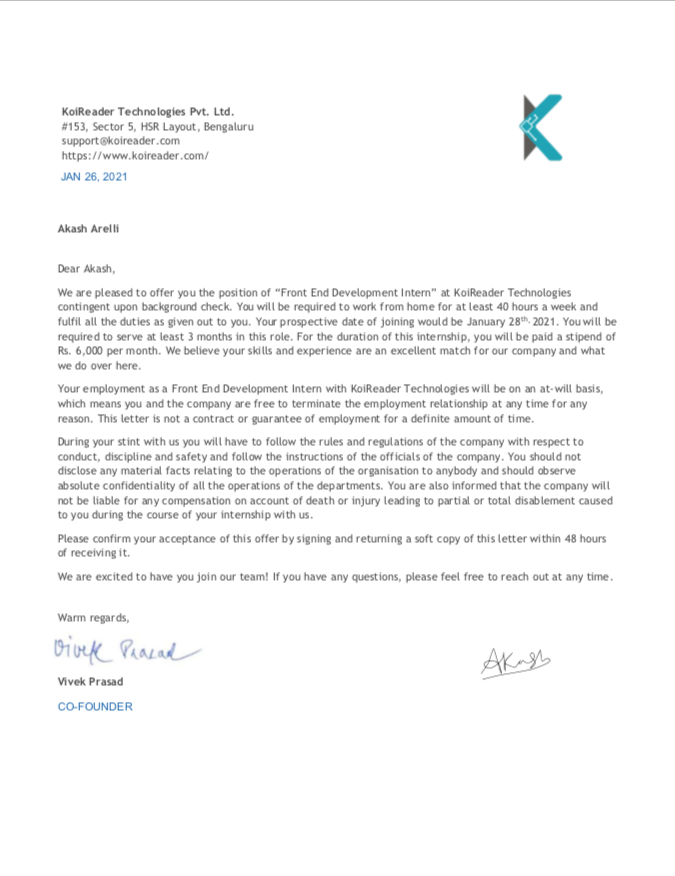 KoiReader Technologies Pvt. Ltd.
#153, Sector 5, HSR Layout, Bengaluru
support@koireader.com
https://www.koireader.com/
JAN 26, 2021
Akash Arelli
Dear Akash,
We are pleased to offer you the position of “Front End Development Intern” at KoiReader Technologies
contingent upon background check. You will be required to work from home for at least 40 hours a week and
fulfil all the duties as given out to you. Your prospective date of joining would be January 28th, 2021. You will be
required to serve at least 3 months in this role. For the duration of this internship, you will be paid a stipend of
Rs. 6,000 per month. We believe your skills and experience are an excellent match for our company and what
we do over here.
Your employment as a Front End Development Intern with KoiReader Technologies will be on an at-will basis,
which means you and the company are free to terminate the employment relationship at any time for any
reason. This letter is not a contract or guarantee of employment for a definite amount of time.
During your stint with us you will have to follow the rules and regulations of the company with respect to
conduct, discipline and safety and follow the instructions of the officials of the company. You should not
disclose any material facts relating to the operations of the organisation to anybody and should observe
absolute confidentiality of all the operations of the departments. You are also informed that the company will
not be liable for any compensation on account of death or injury leading to partial or total disablement caused
to you during the course of your internship with us.
Please confirm your acceptance of this offer by signing and returning a soft copy of this letter within 48 hours
of receiving it.
We are excited to have you join our team! If you have any questions, please feel free to reach out at any time.
Warm regards,
Vivek Prasad
Akash
Vivek Prasad
CO-FOUNDER